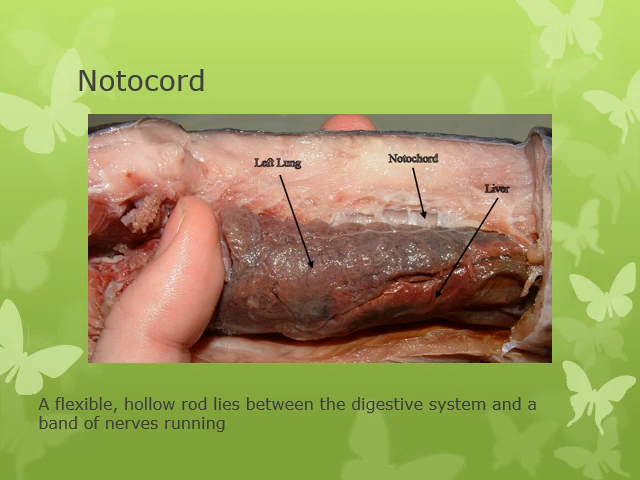 Notocord
Left Lung
Notochord
Liver
A flexible, hollow rod lies between the digestive system and a
band of nerves running